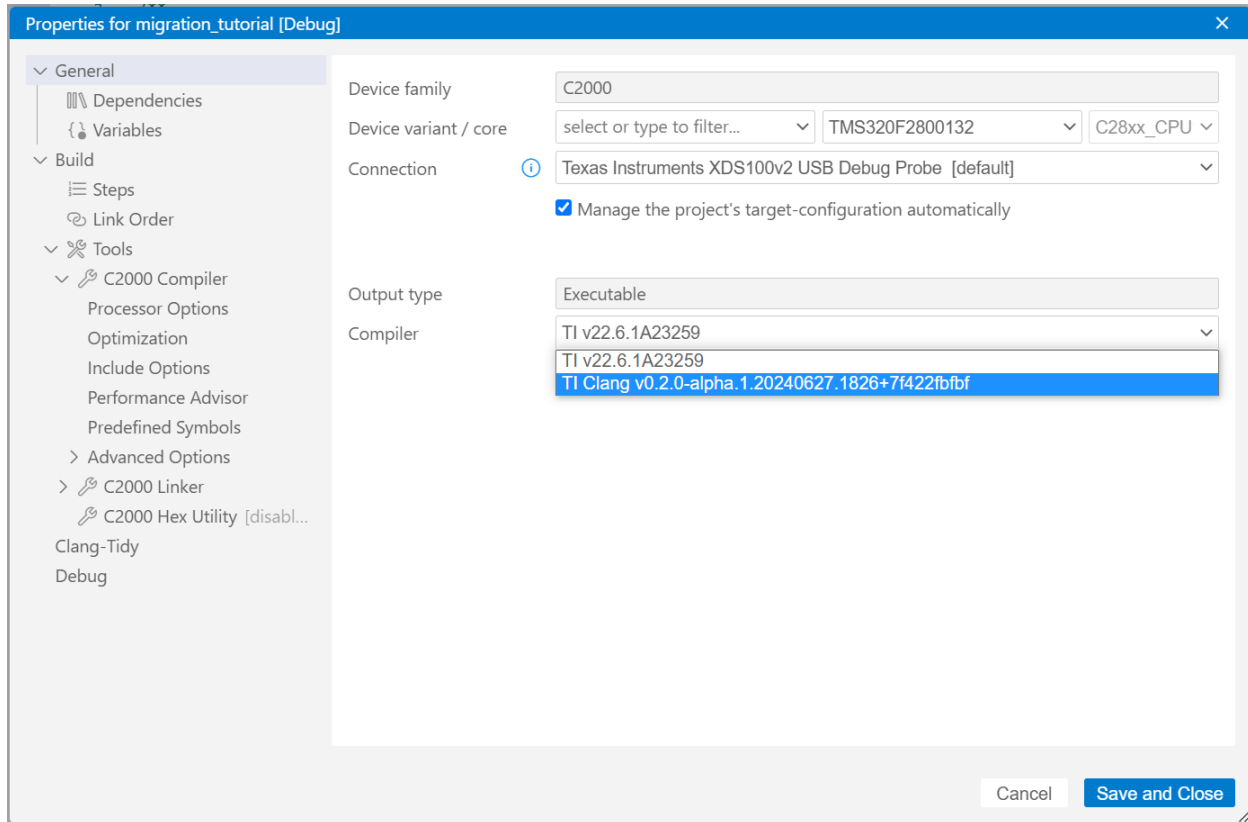 Properties for migration_tutorial [Debug]
General
Dependencies
Variables
Build
Steps
Link Order
Tools
C2000 Compiler
Processor Options
Optimization
Include Options
Performance Advisor
Predefined Symbols
Advanced Options
C2000 Linker
C2000 Hex Utility [disabl...
Clang-Tidy
Debug
Device family C2000
Device variant / core select or type to filter... TMS320F2800132 C28xx_CPU
Connection Texas Instruments XDS100v2 USB Debug Probe [default]
Manage the project's target-configuration automatically
Output type Executable
Compiler TI v22.6.1A23259
TI v22.6.1A23259
TI Clang v0.2.0-alpha.1.20240627.1826+7f422fbfbf
Cancel Save and Close